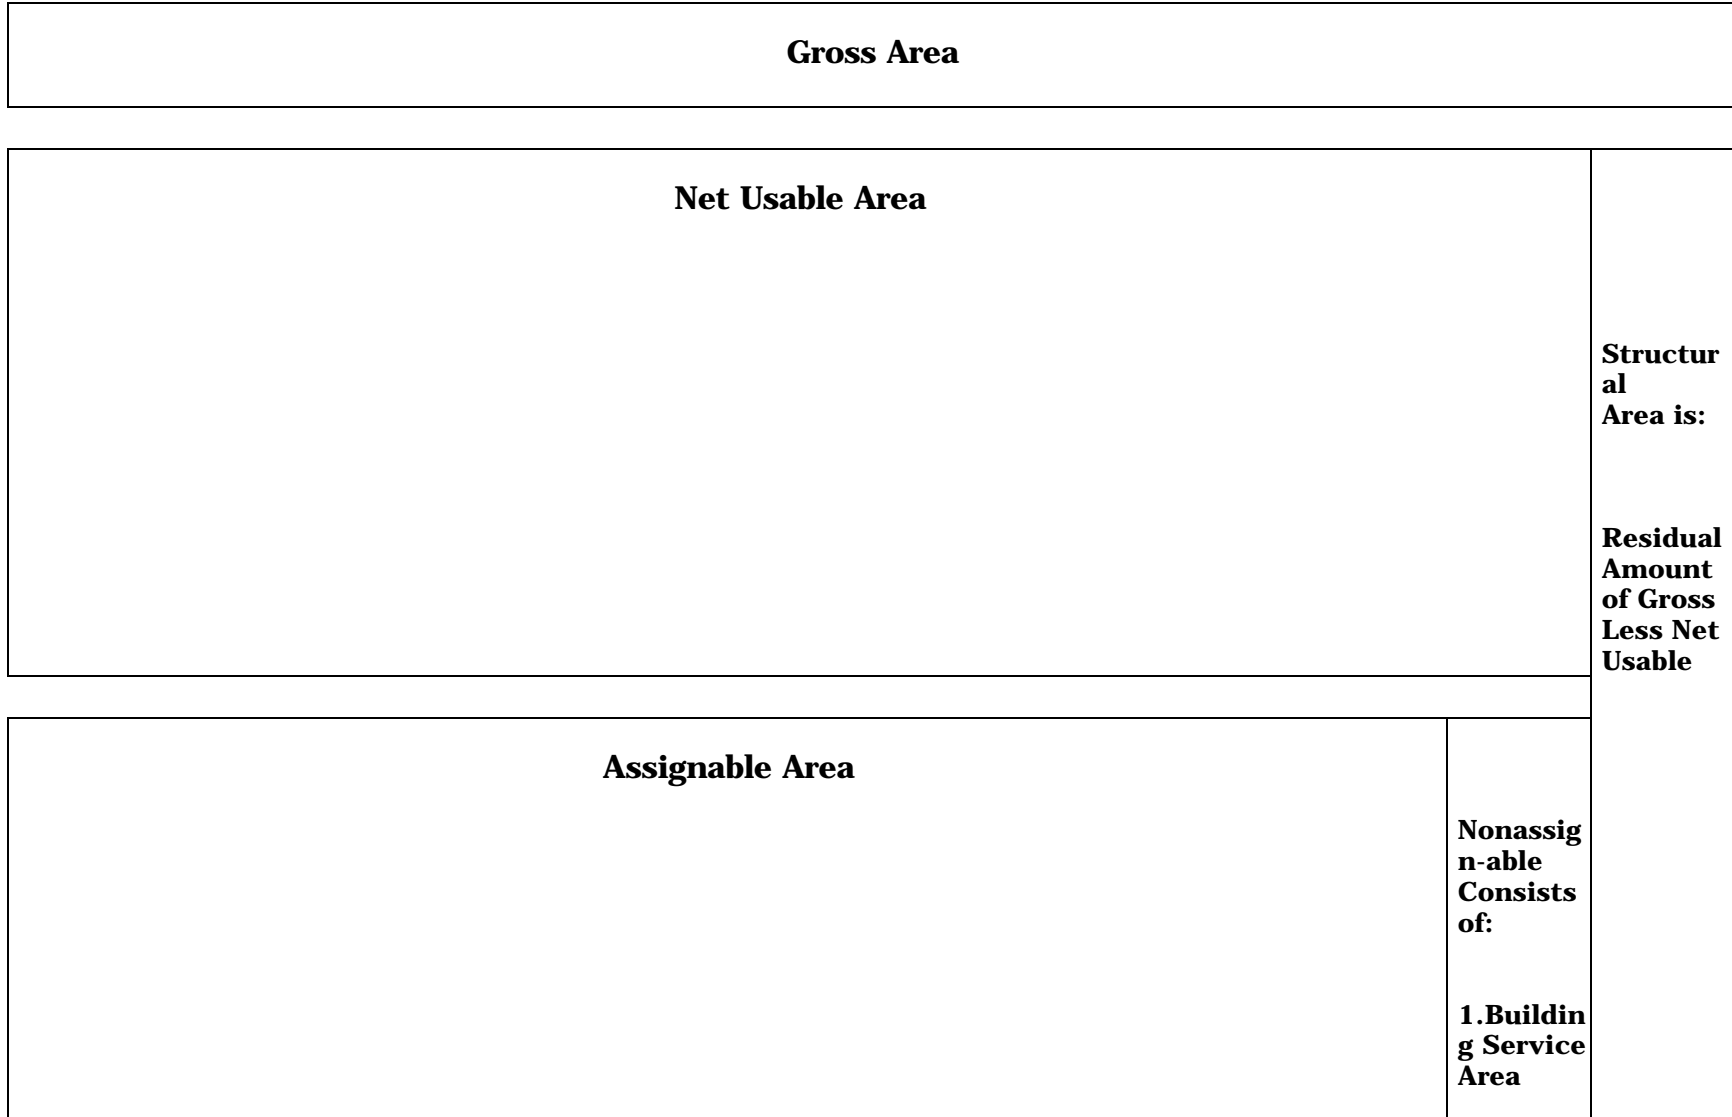 Gross Area
Net Usable Area
Structur
al
Area is:
Residual
Amount
of Gross
Less Net
Usable
Assignable Area
Nonassig
n-able
Consists
of:
1.Buildin
g Service
Area